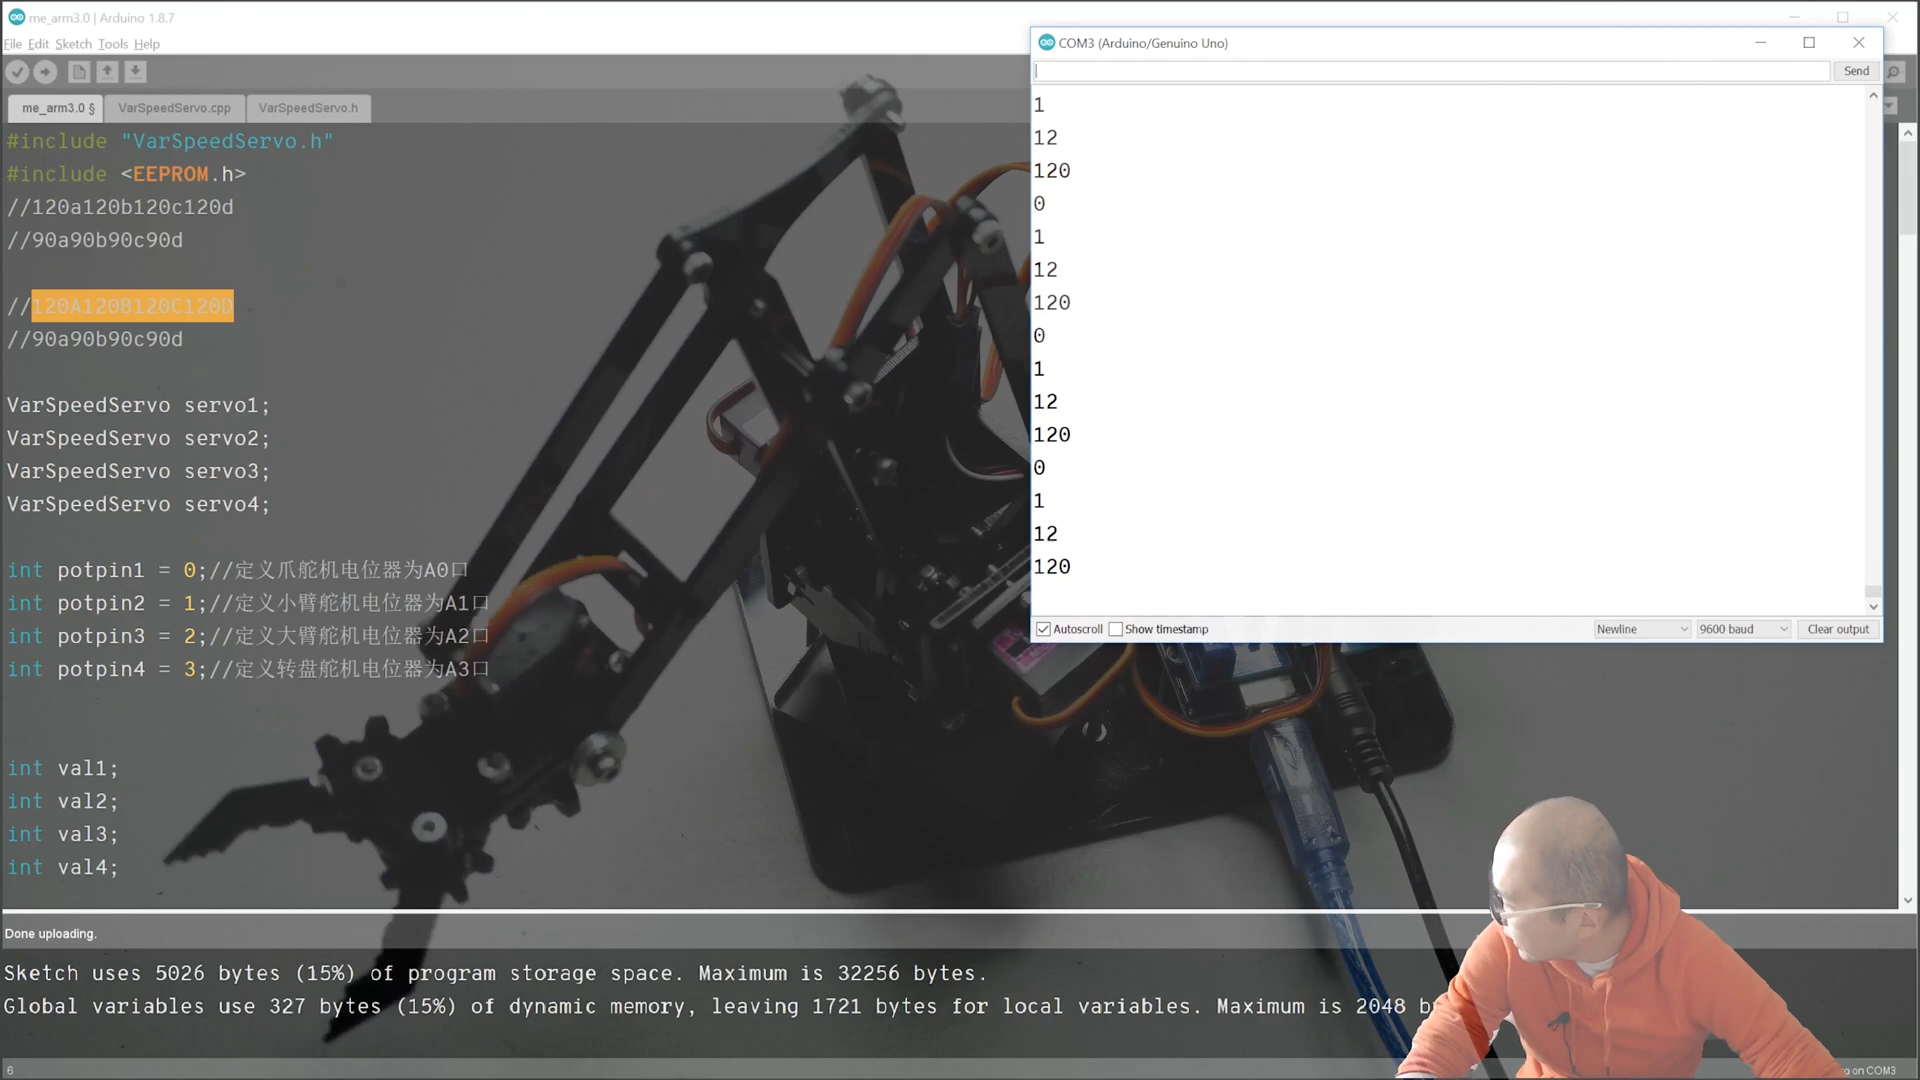 me_arm3.0 | Arduino 1.8.7
File Edit Sketch Tools Help
me_arm3.0 § VarSpeedServo.cpp VarSpeedServo.h
#include "VarSpeedServo.h"
#include <EEPROM.h>
//120a120b120c120d
//90a90b90c90d
//120A120B120C120D
//90a90b90c90d
VarSpeedServo servo1;
VarSpeedServo servo2;
VarSpeedServo servo3;
VarSpeedServo servo4;
int potpin1 = 0;//定义爪舵机电位器为A0口
int potpin2 = 1;//定义小臂舵机电位器为A1口
int potpin3 = 2;//定义大臂舵机电位器为A2口
int potpin4 = 3;//定义转盘舵机电位器为A3口
int val1;
int val2;
int val3;
int val4;
Done uploading.
Sketch uses 5026 bytes (15%) of program storage space. Maximum is 32256 bytes.
Global variables use 327 bytes (15%) of dynamic memory, leaving 1721 bytes for local variables. Maximum is 2048
6
on COM3
COM3 (Arduino/Genuino Uno)
Send
1
12
120
0
1
12
120
0
1
12
120
0
1
12
120
Autoscroll Show timestamp Newline 9600 baud Clear output